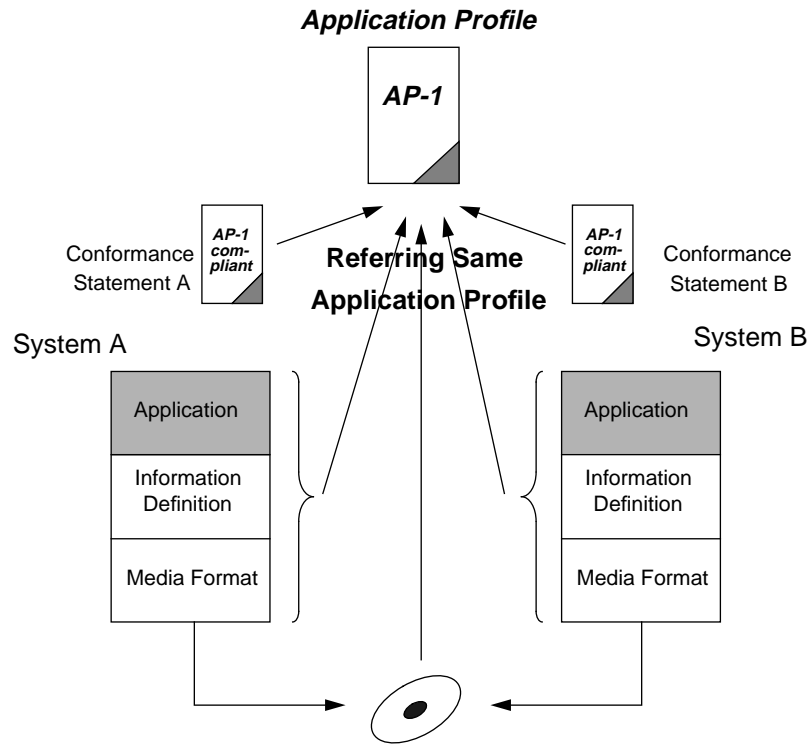 Application Profile
AP-1
Conformance
Statement A
AP-1
com-
pliant
Referring Same
Application Profile
AP-1
com-
pliant
Conformance
Statement B
System A
System B
Application
Information
Definition
Media Format
Application
Information
Definition
Media Format